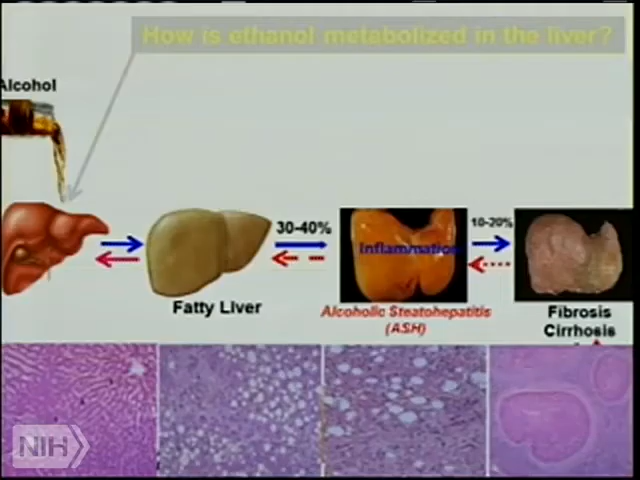 How is ethanol metabolized in the liver?
Alcohol
30-40%
10-20%
Inflammation
Fatty Liver
Alcoholic Steatohepatitis
(ASH)
Fibrosis
Cirrhosis
NIH